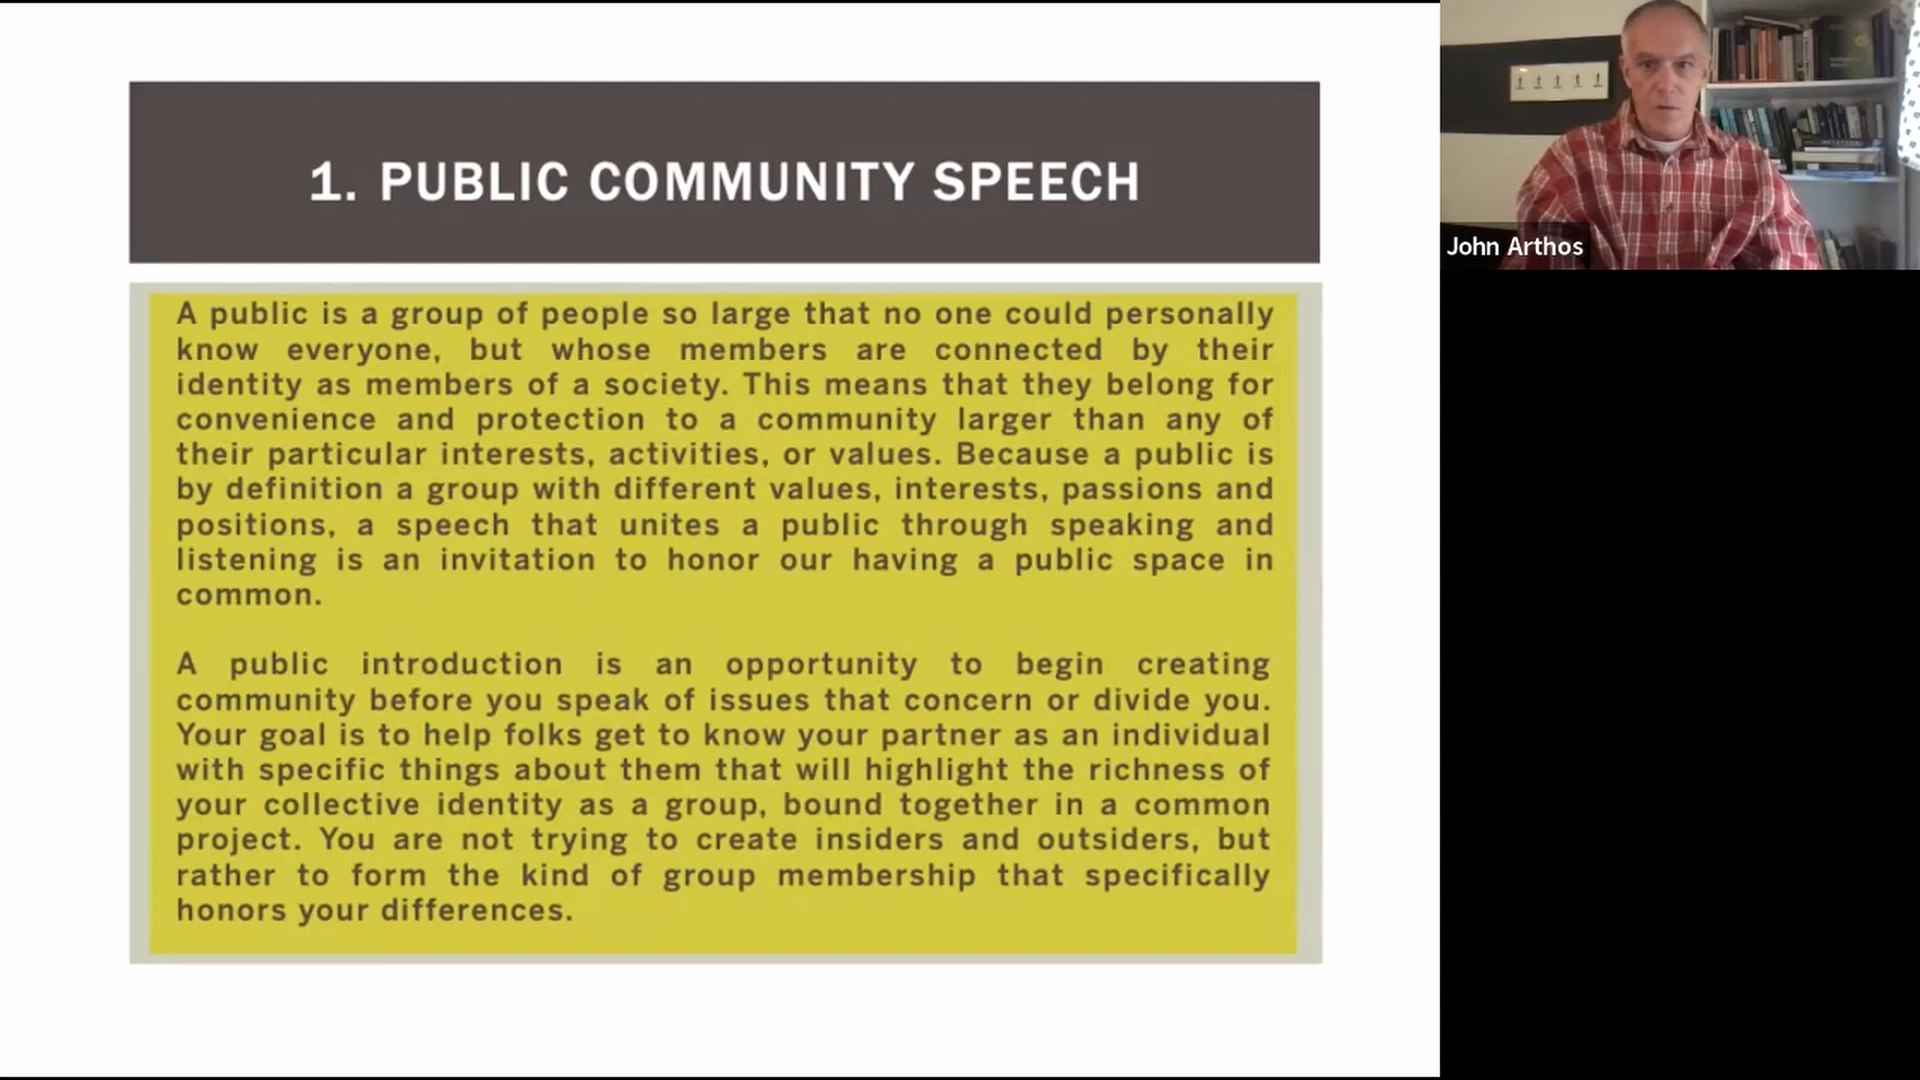 1. PUBLIC COMMUNITY SPEECH
A public is a group of people so large that no one could personally
know everyone, but whose members are connected by their
identity as members of a society. This means that they belong for
convenience and protection to a community larger than any of
their particular interests, activities, or values. Because a public is
by definition a group with different values, interests, passions and
positions, a speech that unites a public through speaking and
listening is an invitation to honor our having a public space in
common.
A public introduction is an opportunity to begin creating
community before you speak of issues that concern or divide you.
Your goal is to help folks get to know your partner as an individual
with specific things about them that will highlight the richness of
your collective identity as a group, bound together in a common
project. You are not trying to create insiders and outsiders, but
rather to form the kind of group membership that specifically
honors your differences.
John Arthos